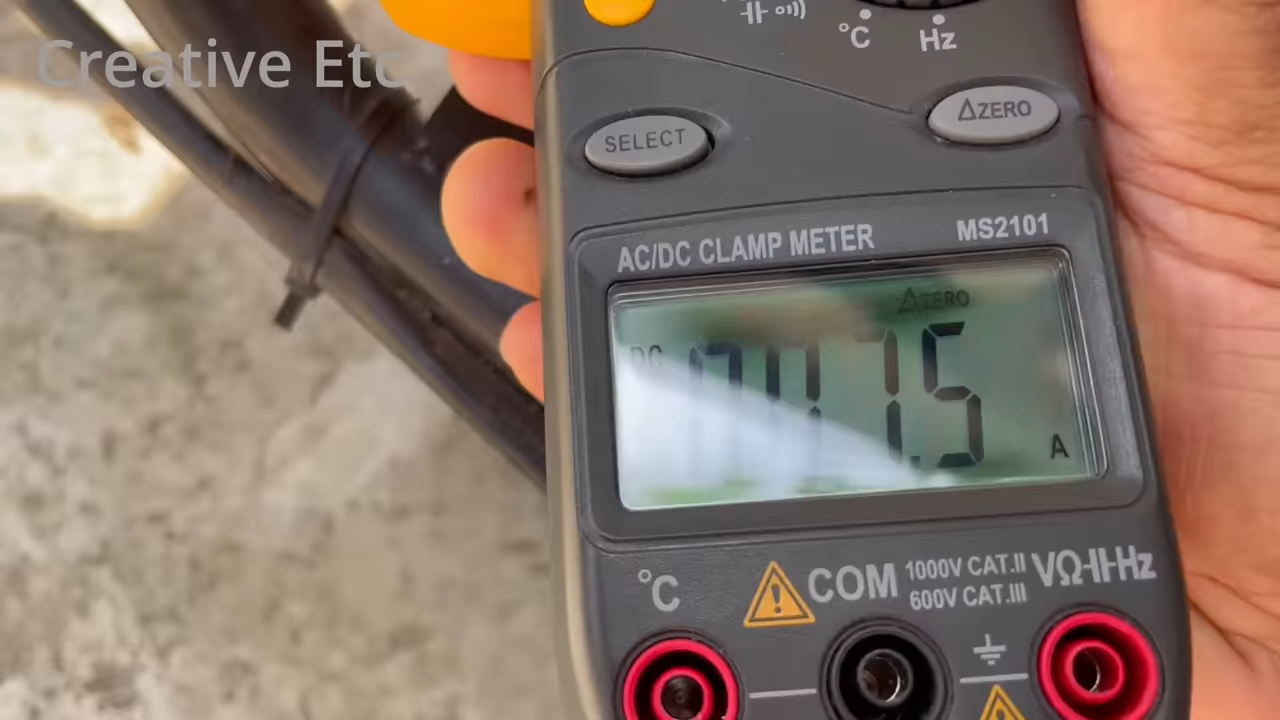 Creative Etc
°C
Hz
SELECT
ΔZERO
AC/DC CLAMP METER
MS2101
ΔZERO
DC
007.5
A
°C
COM
1000V CAT.II
600V CAT.III
VΩ⊣⊢Hz